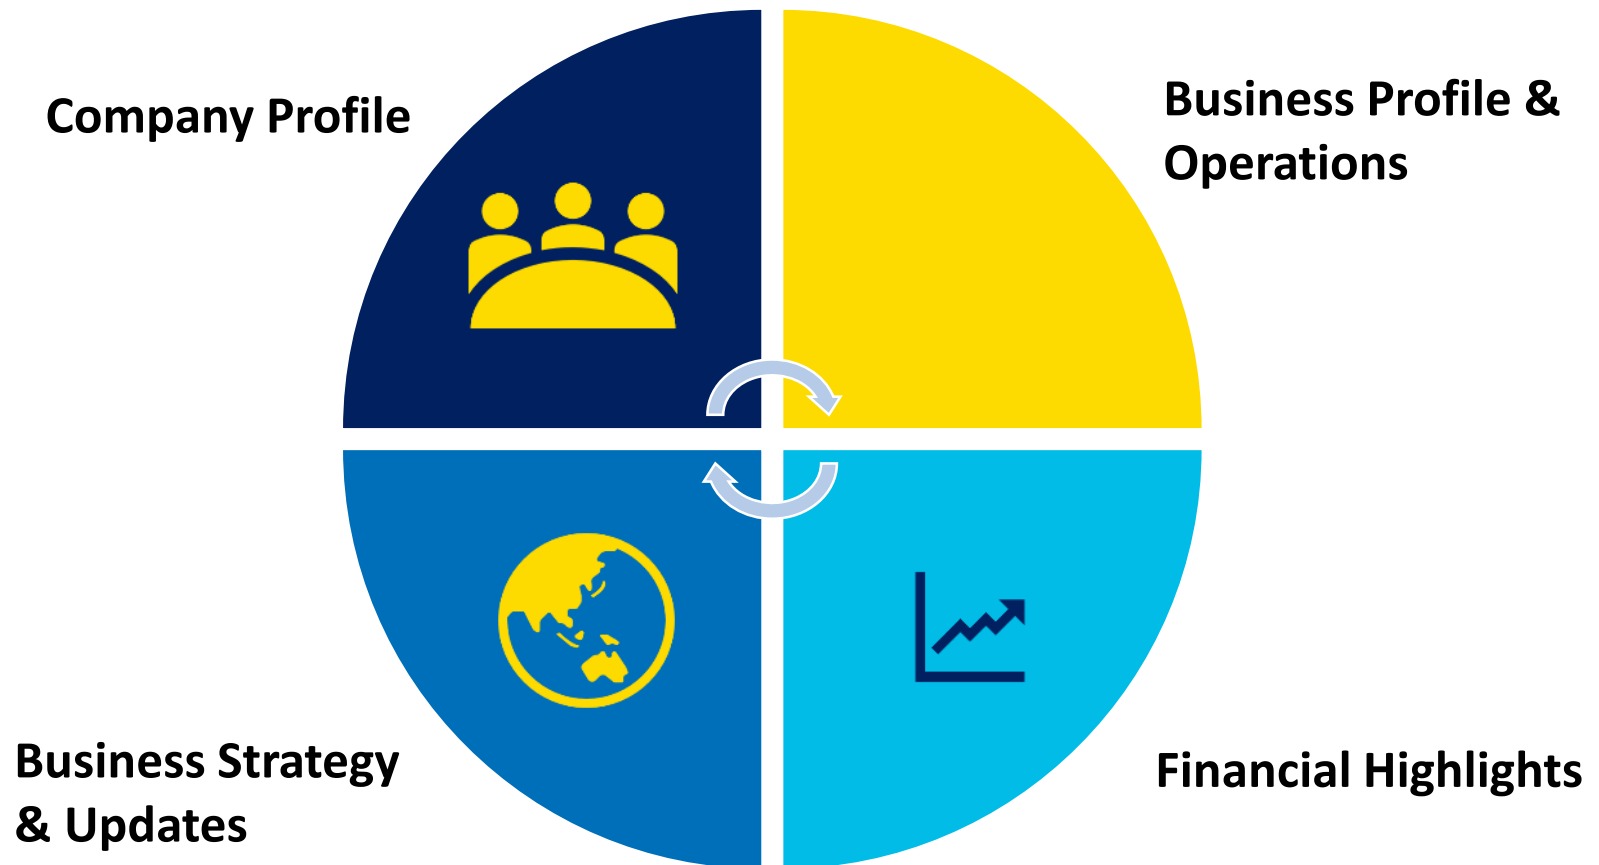 Company Profile
Business Profile &
Operations
Business Strategy
& Updates
Financial Highlights